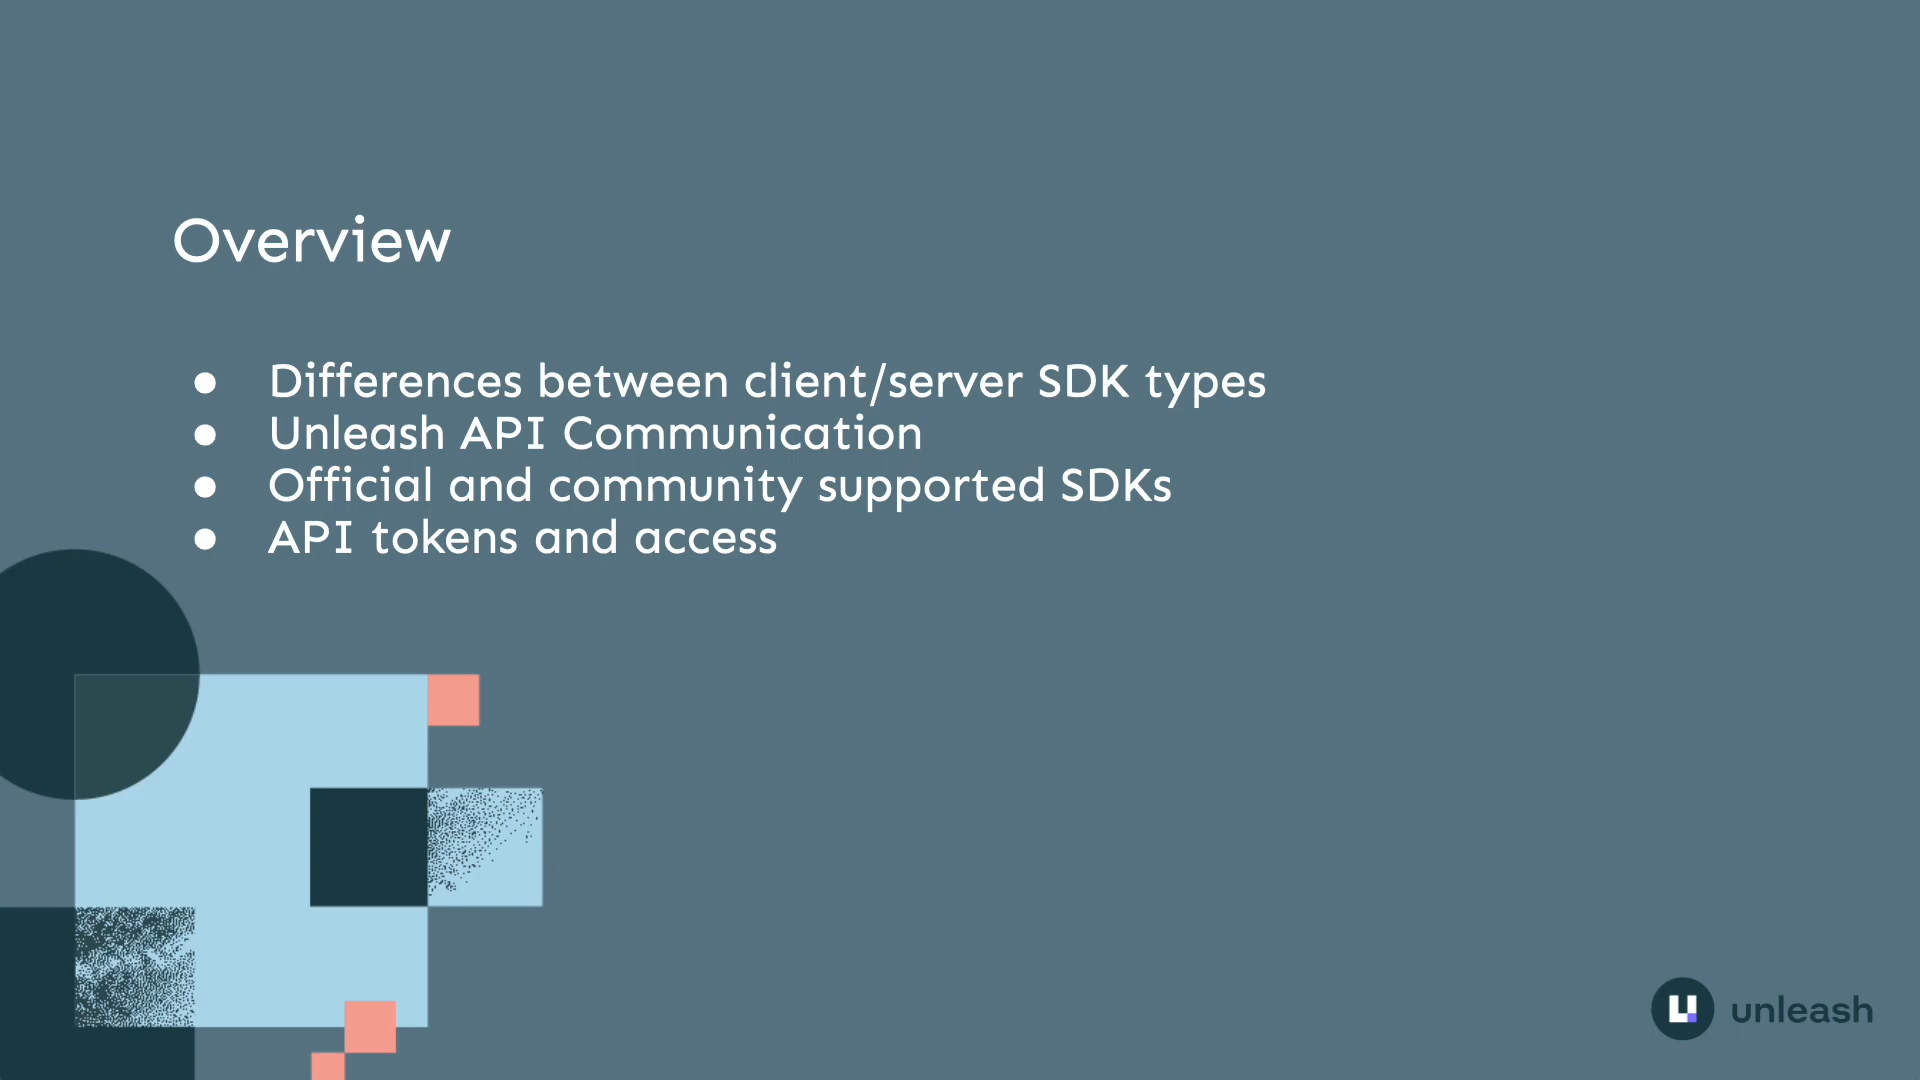 Overview
● Differences between client/server SDK types
● Unleash API Communication
● Official and community supported SDKs
● API tokens and access
unleash